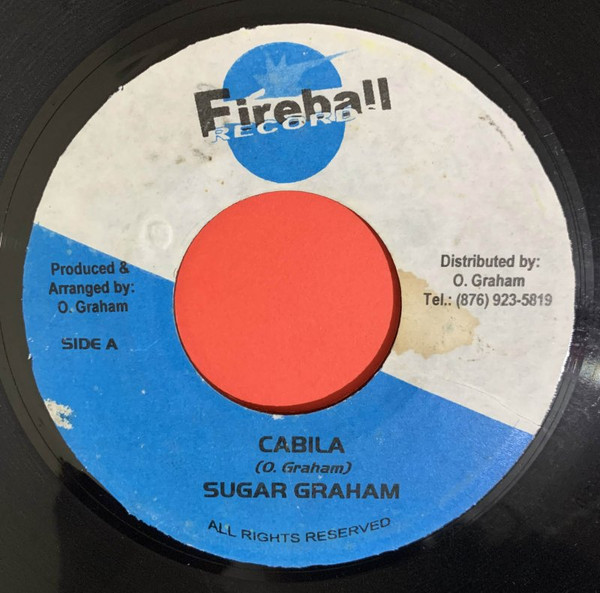 Fireball
RECORD
Produced &
Arranged by:
O. Graham
SIDE A
Distributed by:
O. Graham
Tel.: (876) 923-5819
CABILA
(O. Graham)
SUGAR GRAHAM
ALL RIGHTS RESERVED